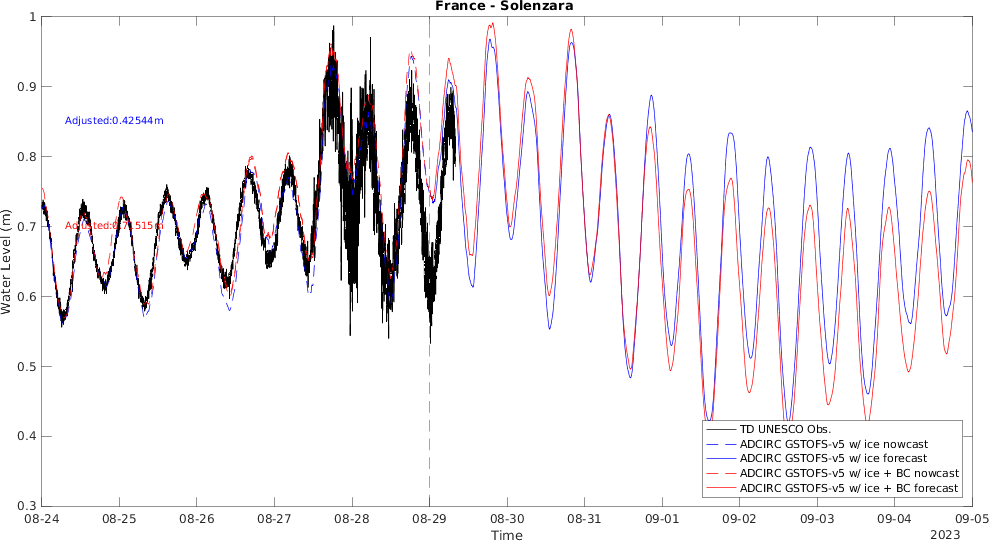 France - Solenzara
1
0.9
0.8
0.7
0.6
0.5
0.4
0.3
Water Level (m)
Adjusted:0.42544m
TD UNESCO Obs.
ADCIRC GSTOFS-v5 w/ ice nowcast
ADCIRC GSTOFS-v5 w/ ice forecast
ADCIRC GSTOFS-v5 w/ ice + BC nowcast
ADCIRC GSTOFS-v5 w/ ice + BC forecast
08-24 08-25 08-26 08-27 08-28 08-29 08-30 08-31 09-01 09-02 09-03 09-04 09-05
Time
2023